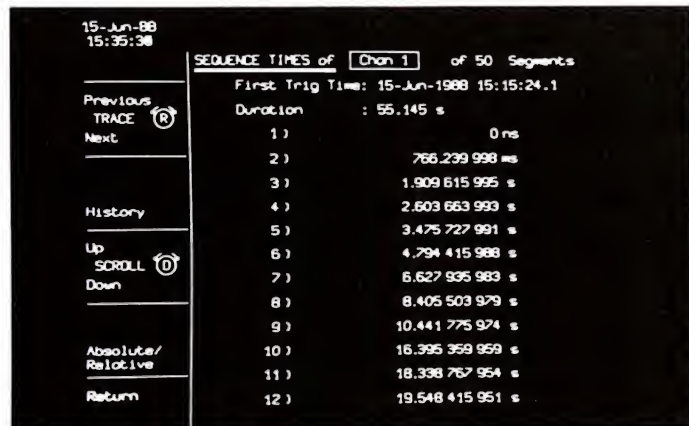 15-Jun-88
15:35:38
SEQUENCE TIMES of Chan 1 of 50 Segments
First Trig Time: 15-Jun-1988 15:15:24.1
Duration : 55.145 s
Previous
TRACE R
Next
History
Up
SCROLL D
Down
Absolute/
Relative
Return
1) 0 ns
2) 766.239 998 ms
3) 1.909 615 995 s
4) 2.603 663 993 s
5) 3.475 727 991 s
6) 4.794 415 988 s
7) 6.627 935 983 s
8) 8.405 503 979 s
9) 10.441 775 974 s
10) 16.395 359 959 s
11) 18.338 767 954 s
12) 19.548 415 951 s